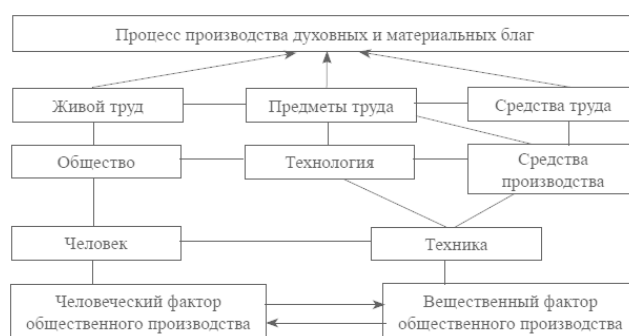 Процесс производства духовных и материальных благ
Живой труд
Предметы труда
Средства труда
Общество
Технология
Средства
производства
Человек
Техника
Человеческий фактор
общественного производства
Вещественный фактор
общественного производства